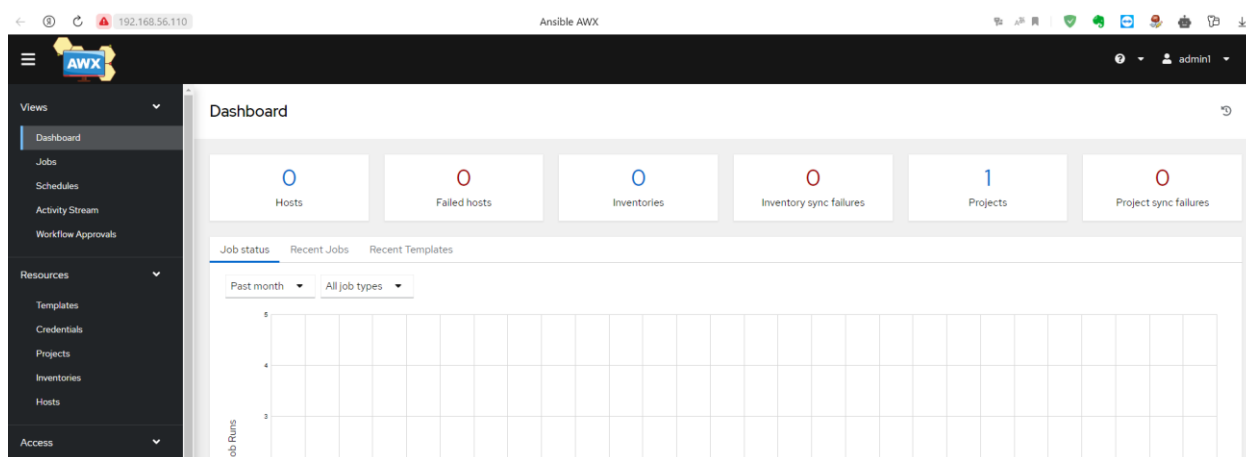 192.168.56.110
Ansible AWX
AWX
admin1
Views
Dashboard
Jobs
Schedules
Activity Stream
Workflow Approvals
Resources
Templates
Credentials
Projects
Inventories
Hosts
Access
Dashboard
0
Hosts
0
Failed hosts
0
Inventories
0
Inventory sync failures
1
Projects
0
Project sync failures
Job status Recent Jobs Recent Templates
Past month All job types
5
4
3
Job Runs